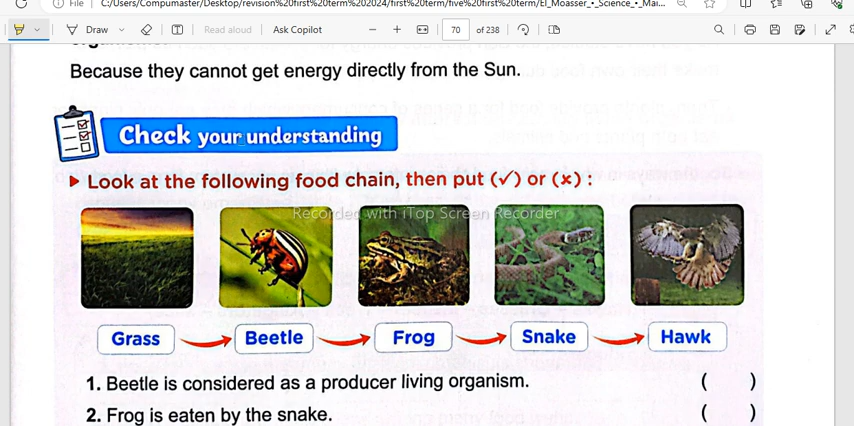 File C:/Users/Compumaster/Desktop/revision%20first%20term%202024/first%20term/five%20first%20term/El_Moasser_•_Science_•_Mai...
Draw Read aloud Ask Copilot 70 of 238
Because they cannot get energy directly from the Sun.
Check your understanding
Look at the following food chain, then put (✓) or (✗) :
Recorded with iTop Screen Recorder
Grass Beetle Frog Snake Hawk
1. Beetle is considered as a producer living organism. ( )
2. Frog is eaten by the snake. ( )